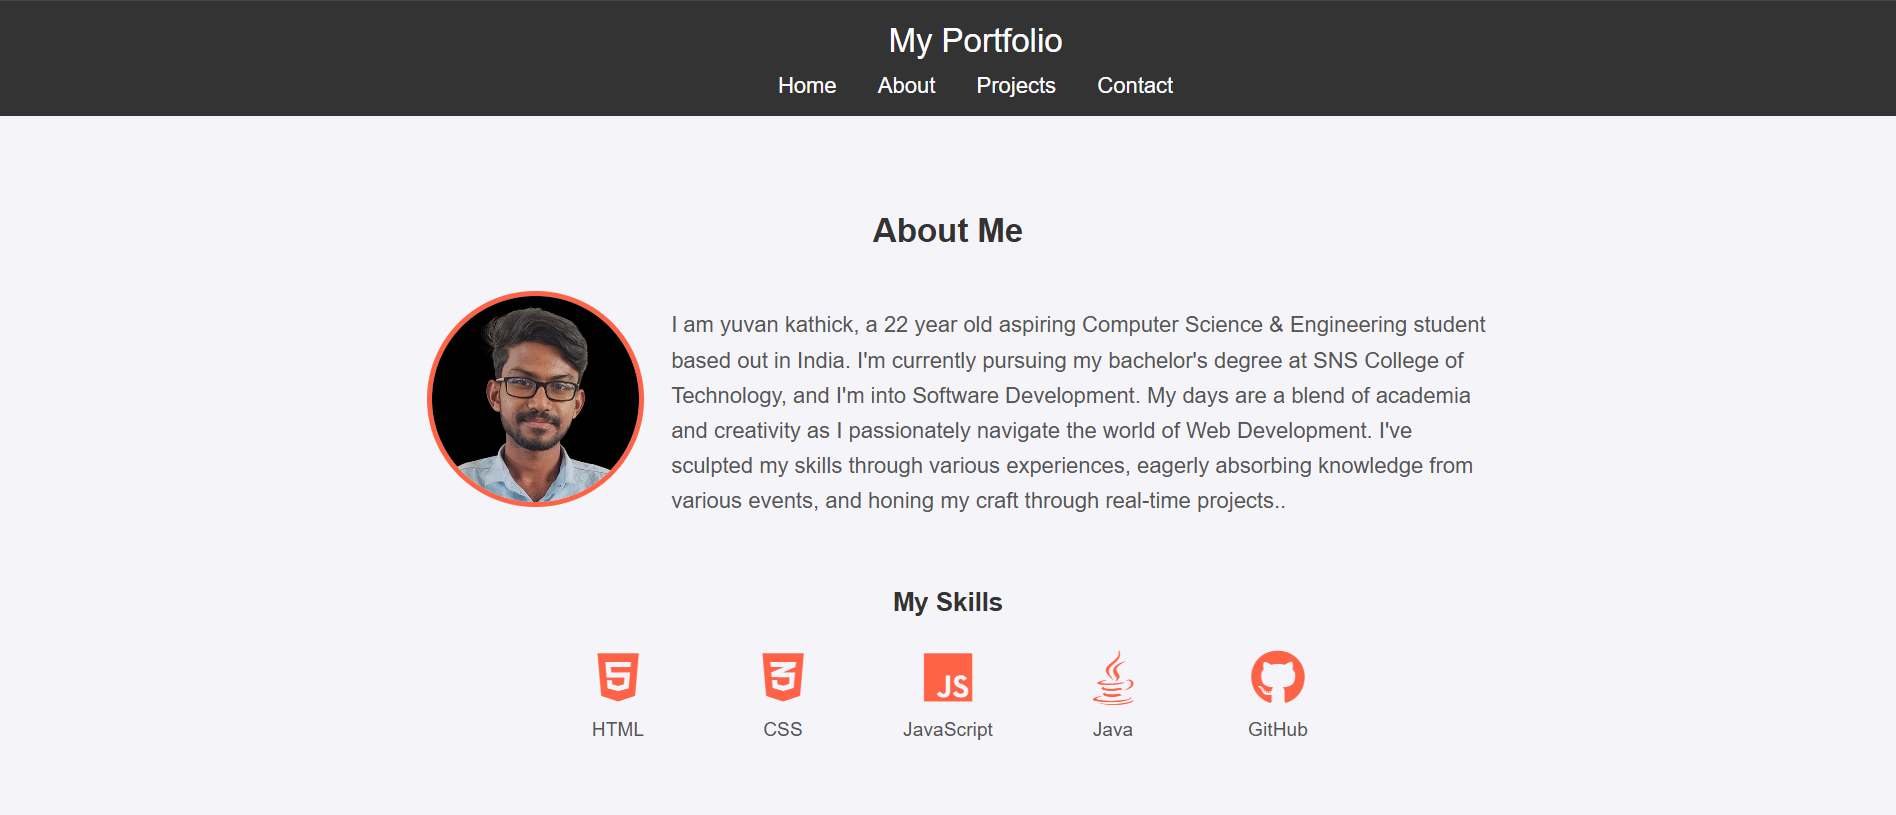 My Portfolio
Home About Projects Contact
About Me
I am yuvan kathick, a 22 year old aspiring Computer Science & Engineering student
based out in India. I'm currently pursuing my bachelor's degree at SNS College of
Technology, and I'm into Software Development. My days are a blend of academia
and creativity as I passionately navigate the world of Web Development. I've
sculpted my skills through various experiences, eagerly absorbing knowledge from
various events, and honing my craft through real-time projects..
My Skills
5 3 JS
HTML CSS JavaScript Java GitHub